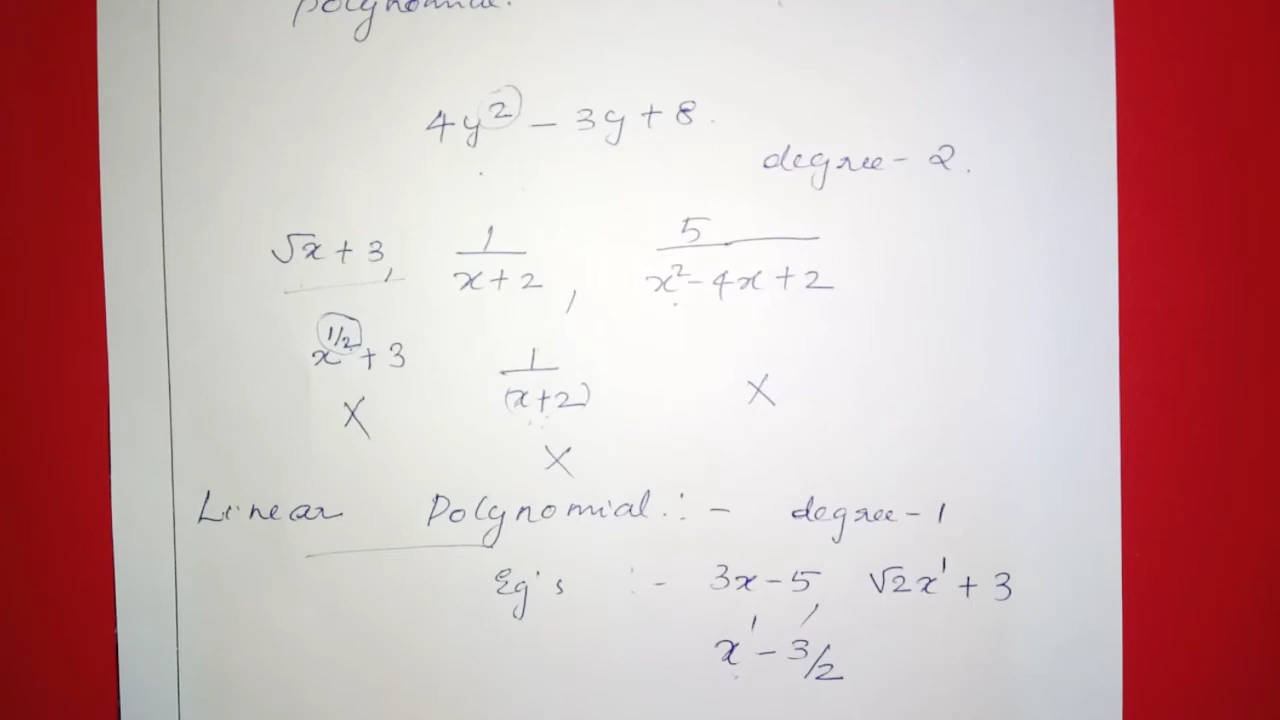 polynomial.
4y² - 3y + 8.
degree - 2.
√x + 3, 1/(x+2), 5/(x² - 4x + 2)
x^(1/2) + 3 1/(x+2) X
X X
Linear Polynomial :- degree - 1
Eg's :- 3x - 5, √2x¹ + 3
x¹ - 3/2